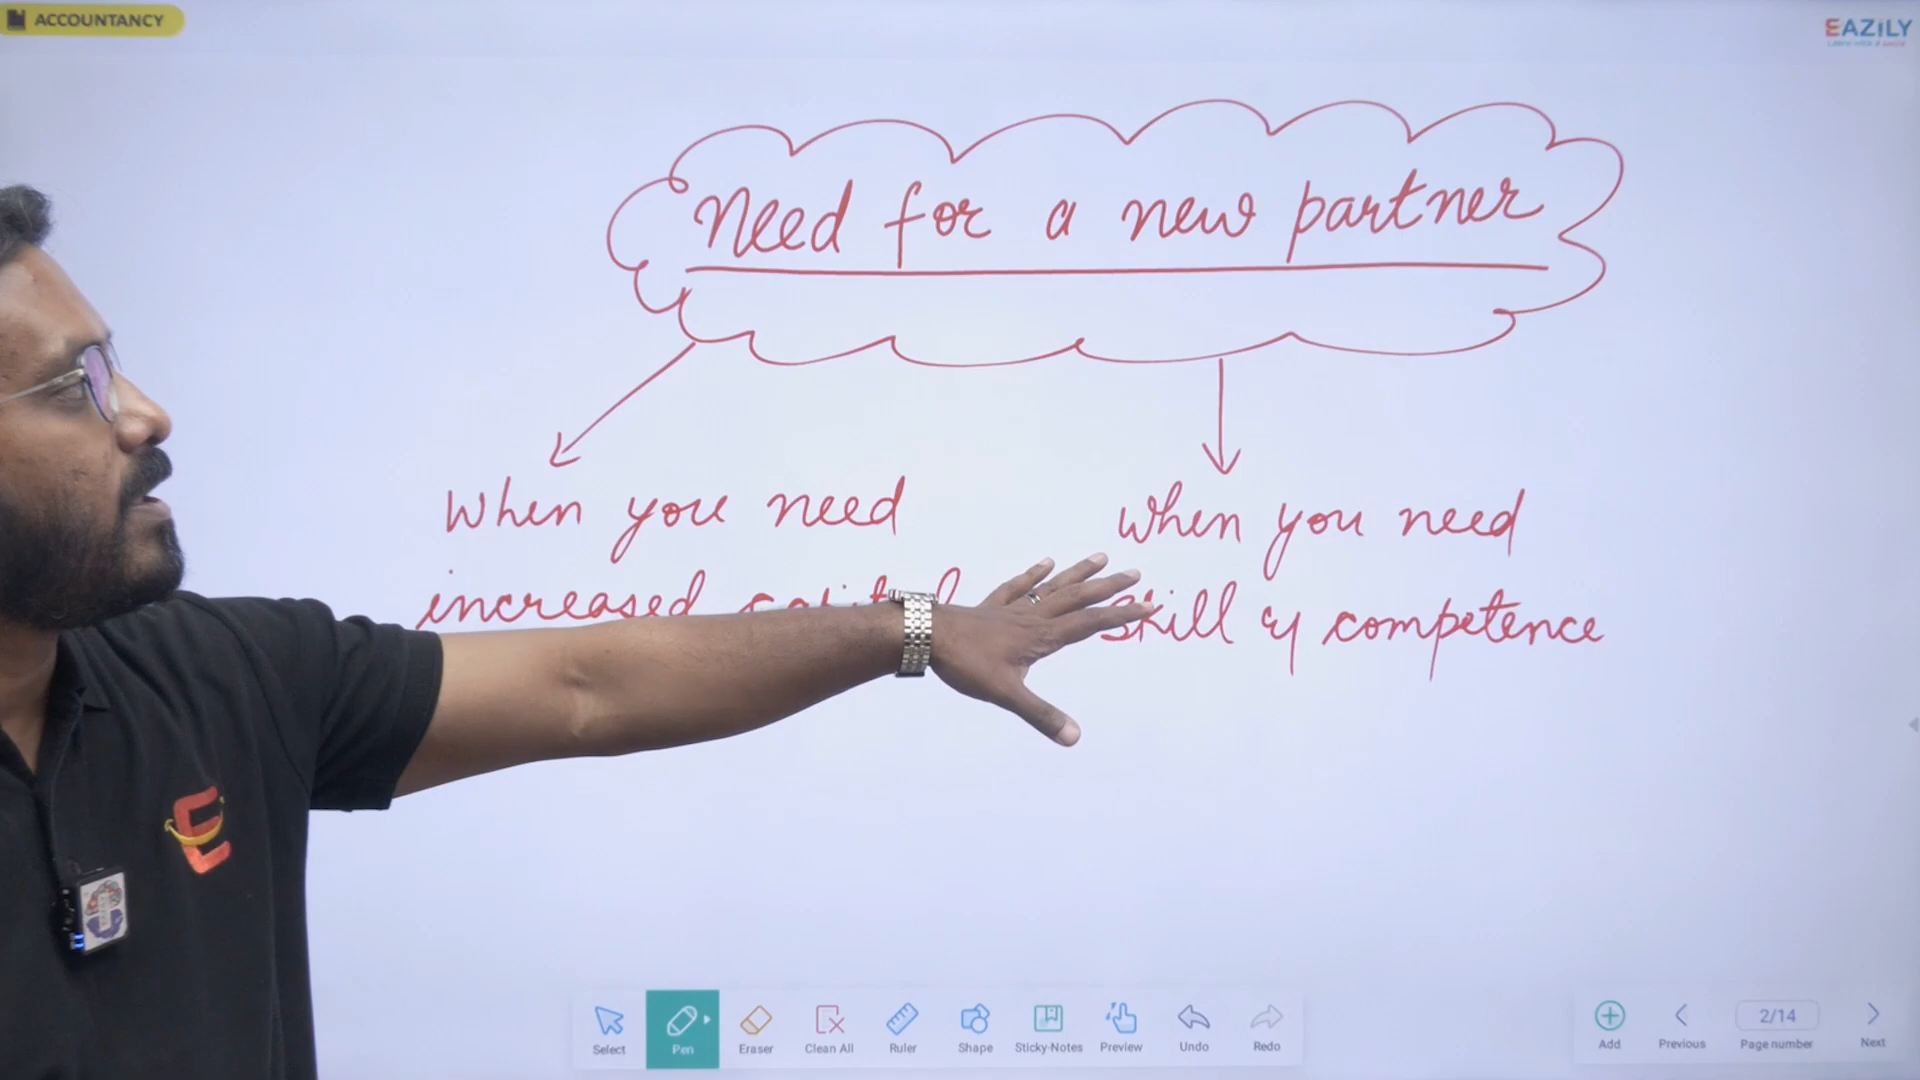 ACCOUNTANCY
EAZILY
Need for a new partner
When you need
increased capital
When you need
skill & competence
Select
Pen
Eraser
Clean All
Ruler
Shape
Sticky-Notes
Preview
Undo
Redo
Add
Previous
2/14
Page number
Next